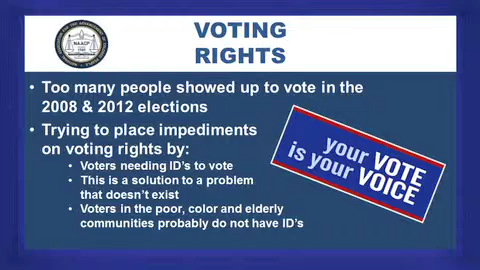 NAACP
VOTING
RIGHTS
• Too many people showed up to vote in the
2008 & 2012 elections
• Trying to place impediments
on voting rights by:
• Voters needing ID's to vote
• This is a solution to a problem
that doesn't exist
• Voters in the poor, color and elderly
communities probably do not have ID's
your VOTE
is your VOICE